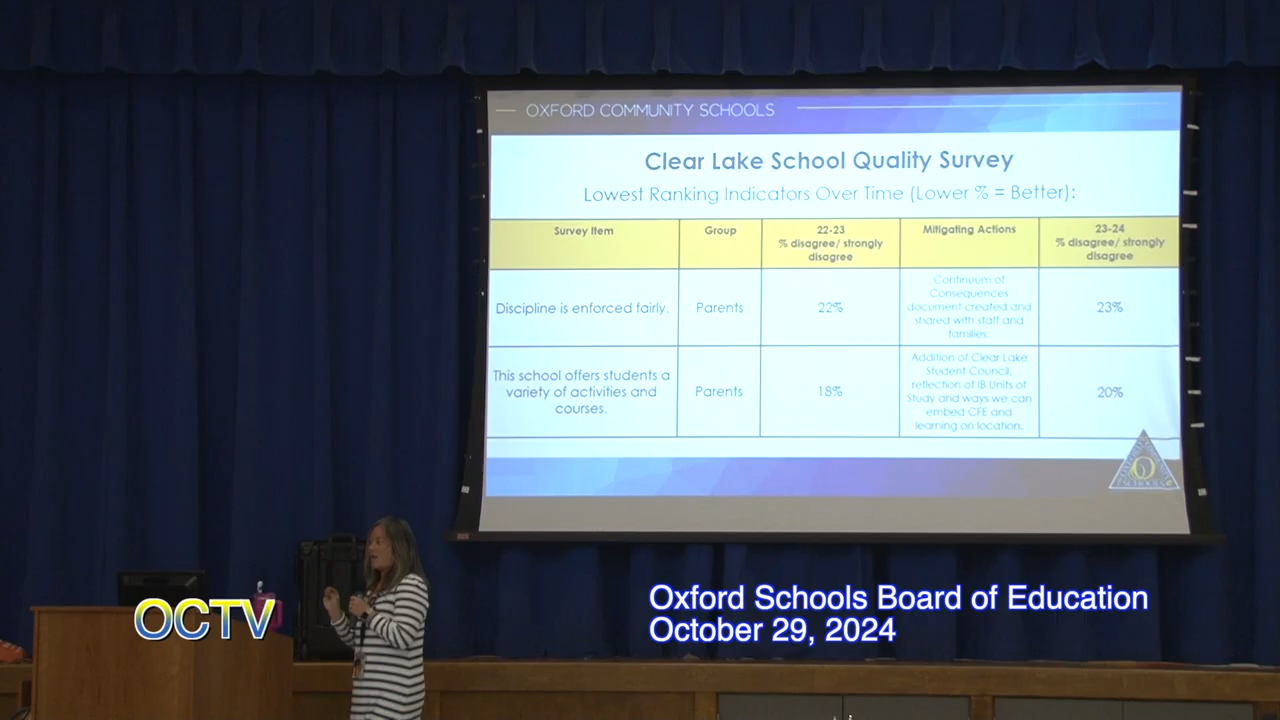 OXFORD COMMUNITY SCHOOLS
Clear Lake School Quality Survey
Lowest Ranking Indicators Over Time (Lower % = Better):
Survey Item
Group
22-23
% disagree/ strongly
disagree
Mitigating Actions
23-24
% disagree/ strongly
disagree
Discipline is enforced fairly.
Parents
22%
Continuum of
Consequences
document created and
shared with staff and
families.
23%
This school offers students a
variety of activities and
courses.
Parents
18%
Addition of Clear Lake
Student Council,
reflection of IB Units of
Study and ways we can
embed CFE and
learning on location.
20%
OCTV
Oxford Schools Board of Education
October 29, 2024